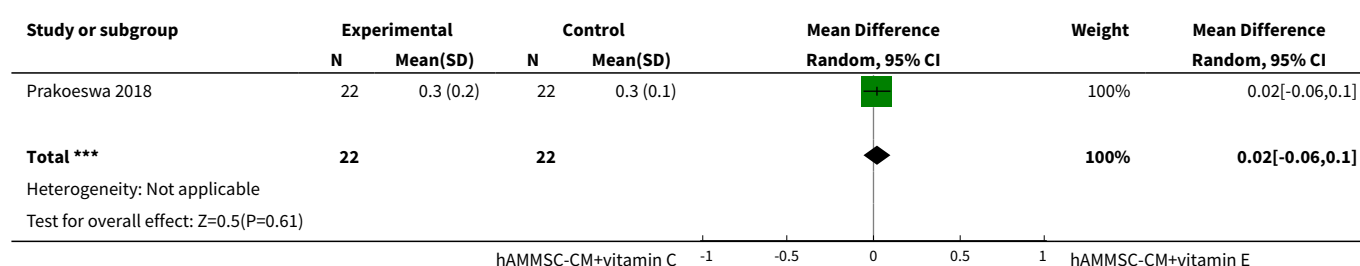 Study or subgroup Experimental Control Mean Difference Weight Mean Difference
N Mean(SD) N Mean(SD) Random, 95% CI Random, 95% CI
Prakoeswa 2018 22 0.3 (0.2) 22 0.3 (0.1) 100% 0.02[-0.06,0.1]
Total *** 22 22 100% 0.02[-0.06,0.1]
Heterogeneity: Not applicable
Test for overall effect: Z=0.5(P=0.61)
hAMMSC-CM+vitamin C -1 -0.5 0 0.5 1 hAMMSC-CM+vitamin E